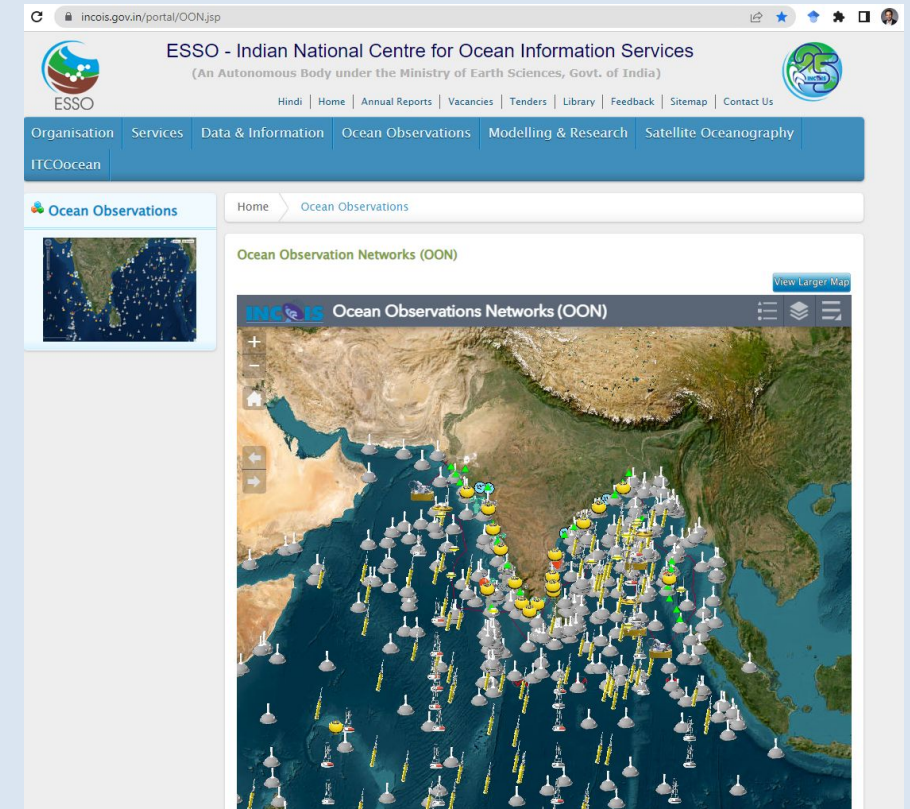 incois.gov.in/portal/OON.jsp
ESSO - Indian National Centre for Ocean Information Services
(An Autonomous Body under the Ministry of Earth Sciences, Govt. of India)
ESSO
Hindi | Home | Annual Reports | Vacancies | Tenders | Library | Feedback | Sitemap | Contact Us
Organisation Services Data & Information Ocean Observations Modelling & Research Satellite Oceanography
ITCOocean
Ocean Observations
Home Ocean Observations
Ocean Observation Networks (OON)
View Larger Map
INCOIS Ocean Observations Networks (OON)